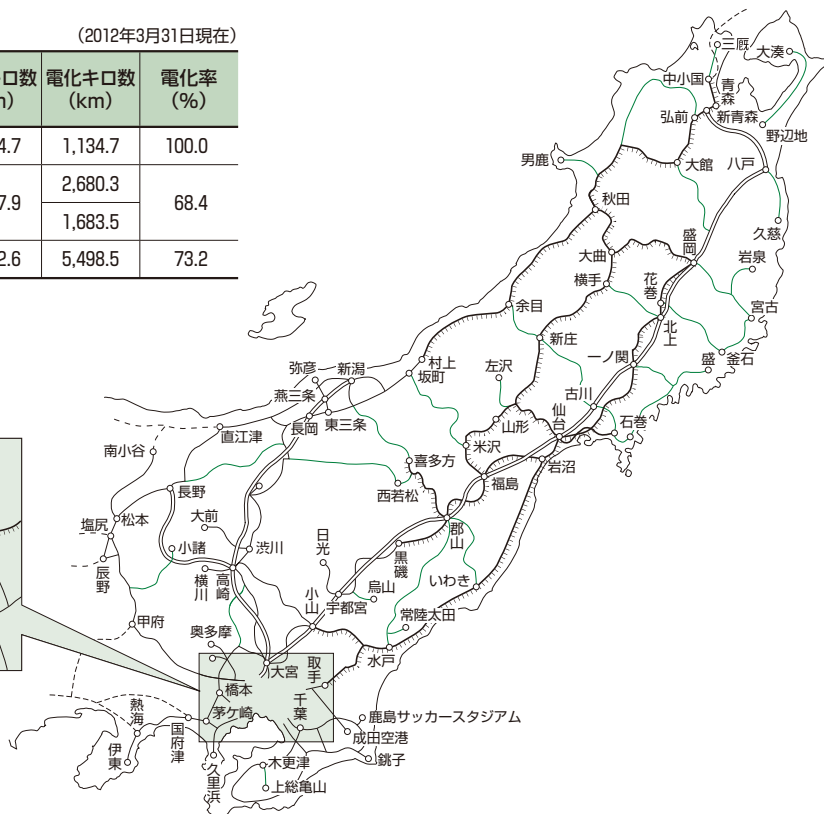 (2012年3月31日現在)
電化キロ数
(km)
電化率
(%)
1,134.7
100.0
2,680.3
68.4
1,683.5
5,498.5
73.2
三厩
大湊
中小国
青森
弘前
新青森
野辺地
男鹿
大館
八戸
秋田
久慈
盛岡
大曲
岩泉
横手
花巻
宮古
余目
北上
新庄
一ノ関
盛
釜石
村上
坂町
左沢
弥彦
新潟
古川
燕三条
仙台
石巻
長岡
東三条
山形
直江津
米沢
南小谷
喜多方
岩沼
福島
長野
西若松
松本
大前
日光
郡山
塩尻
小諸
渋川
黒磯
いわき
辰野
横川
高崎
小山
宇都宮
烏山
常陸太田
甲府
奥多摩
水戸
大宮
取手
橋本
熱海
茅ケ崎
千葉
鹿島サッカースタジアム
国府津
成田空港
伊東
久里浜
木更津
銚子
上総亀山